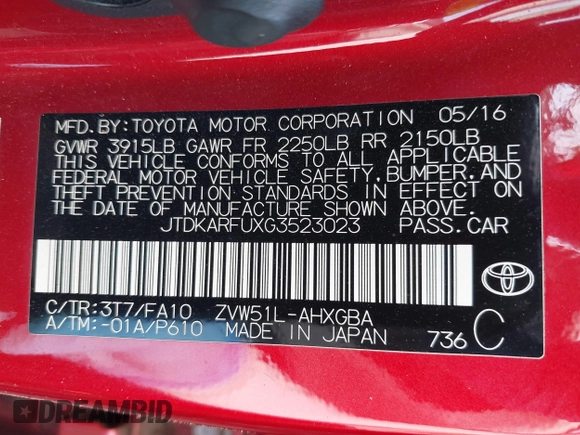 MFD.BY:TOYOTA MOTOR CORPORATION 05/16
GVWR 3915LB GAWR FR 2250LB RR 2150LB
THIS VEHICLE CONFORMS TO ALL APPLICABLE
FEDERAL MOTOR VEHICLE SAFETY,BUMPER,AND
THEFT PREVENTION STANDARDS IN EFFECT ON
THE DATE OF MANUFACTURE SHOWN ABOVE.
JTDKARFUXG3523023 PASS.CAR
C/TR:3T7/FA10 ZVW51L-AHXGBA
A/TM:-01A/P610 MADE IN JAPAN 736 C
DREAMBID